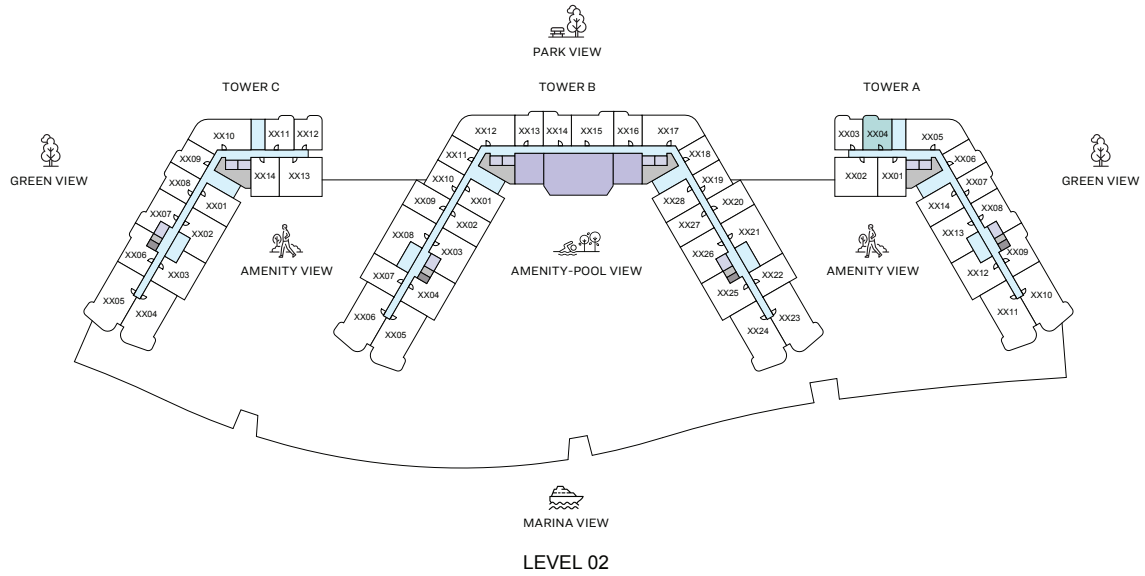 PARK VIEW
TOWER C
TOWER B
TOWER A
GREEN VIEW
GREEN VIEW
XX10
XX11
XX12
XX09
XX08
XX14
XX13
XX07
XX01
XX06
XX02
XX05
XX03
XX04
AMENITY VIEW
XX12
XX13
XX14
XX15
XX16
XX17
XX11
XX18
XX10
XX19
XX09
XX01
XX28
XX20
XX08
XX02
XX27
XX21
XX07
XX03
XX26
XX22
XX06
XX04
XX25
XX23
XX05
XX24
AMENITY-POOL VIEW
XX03
XX04
XX05
XX02
XX01
XX06
XX07
XX14
XX08
XX13
XX09
XX12
XX10
XX11
AMENITY VIEW
MARINA VIEW
LEVEL 02